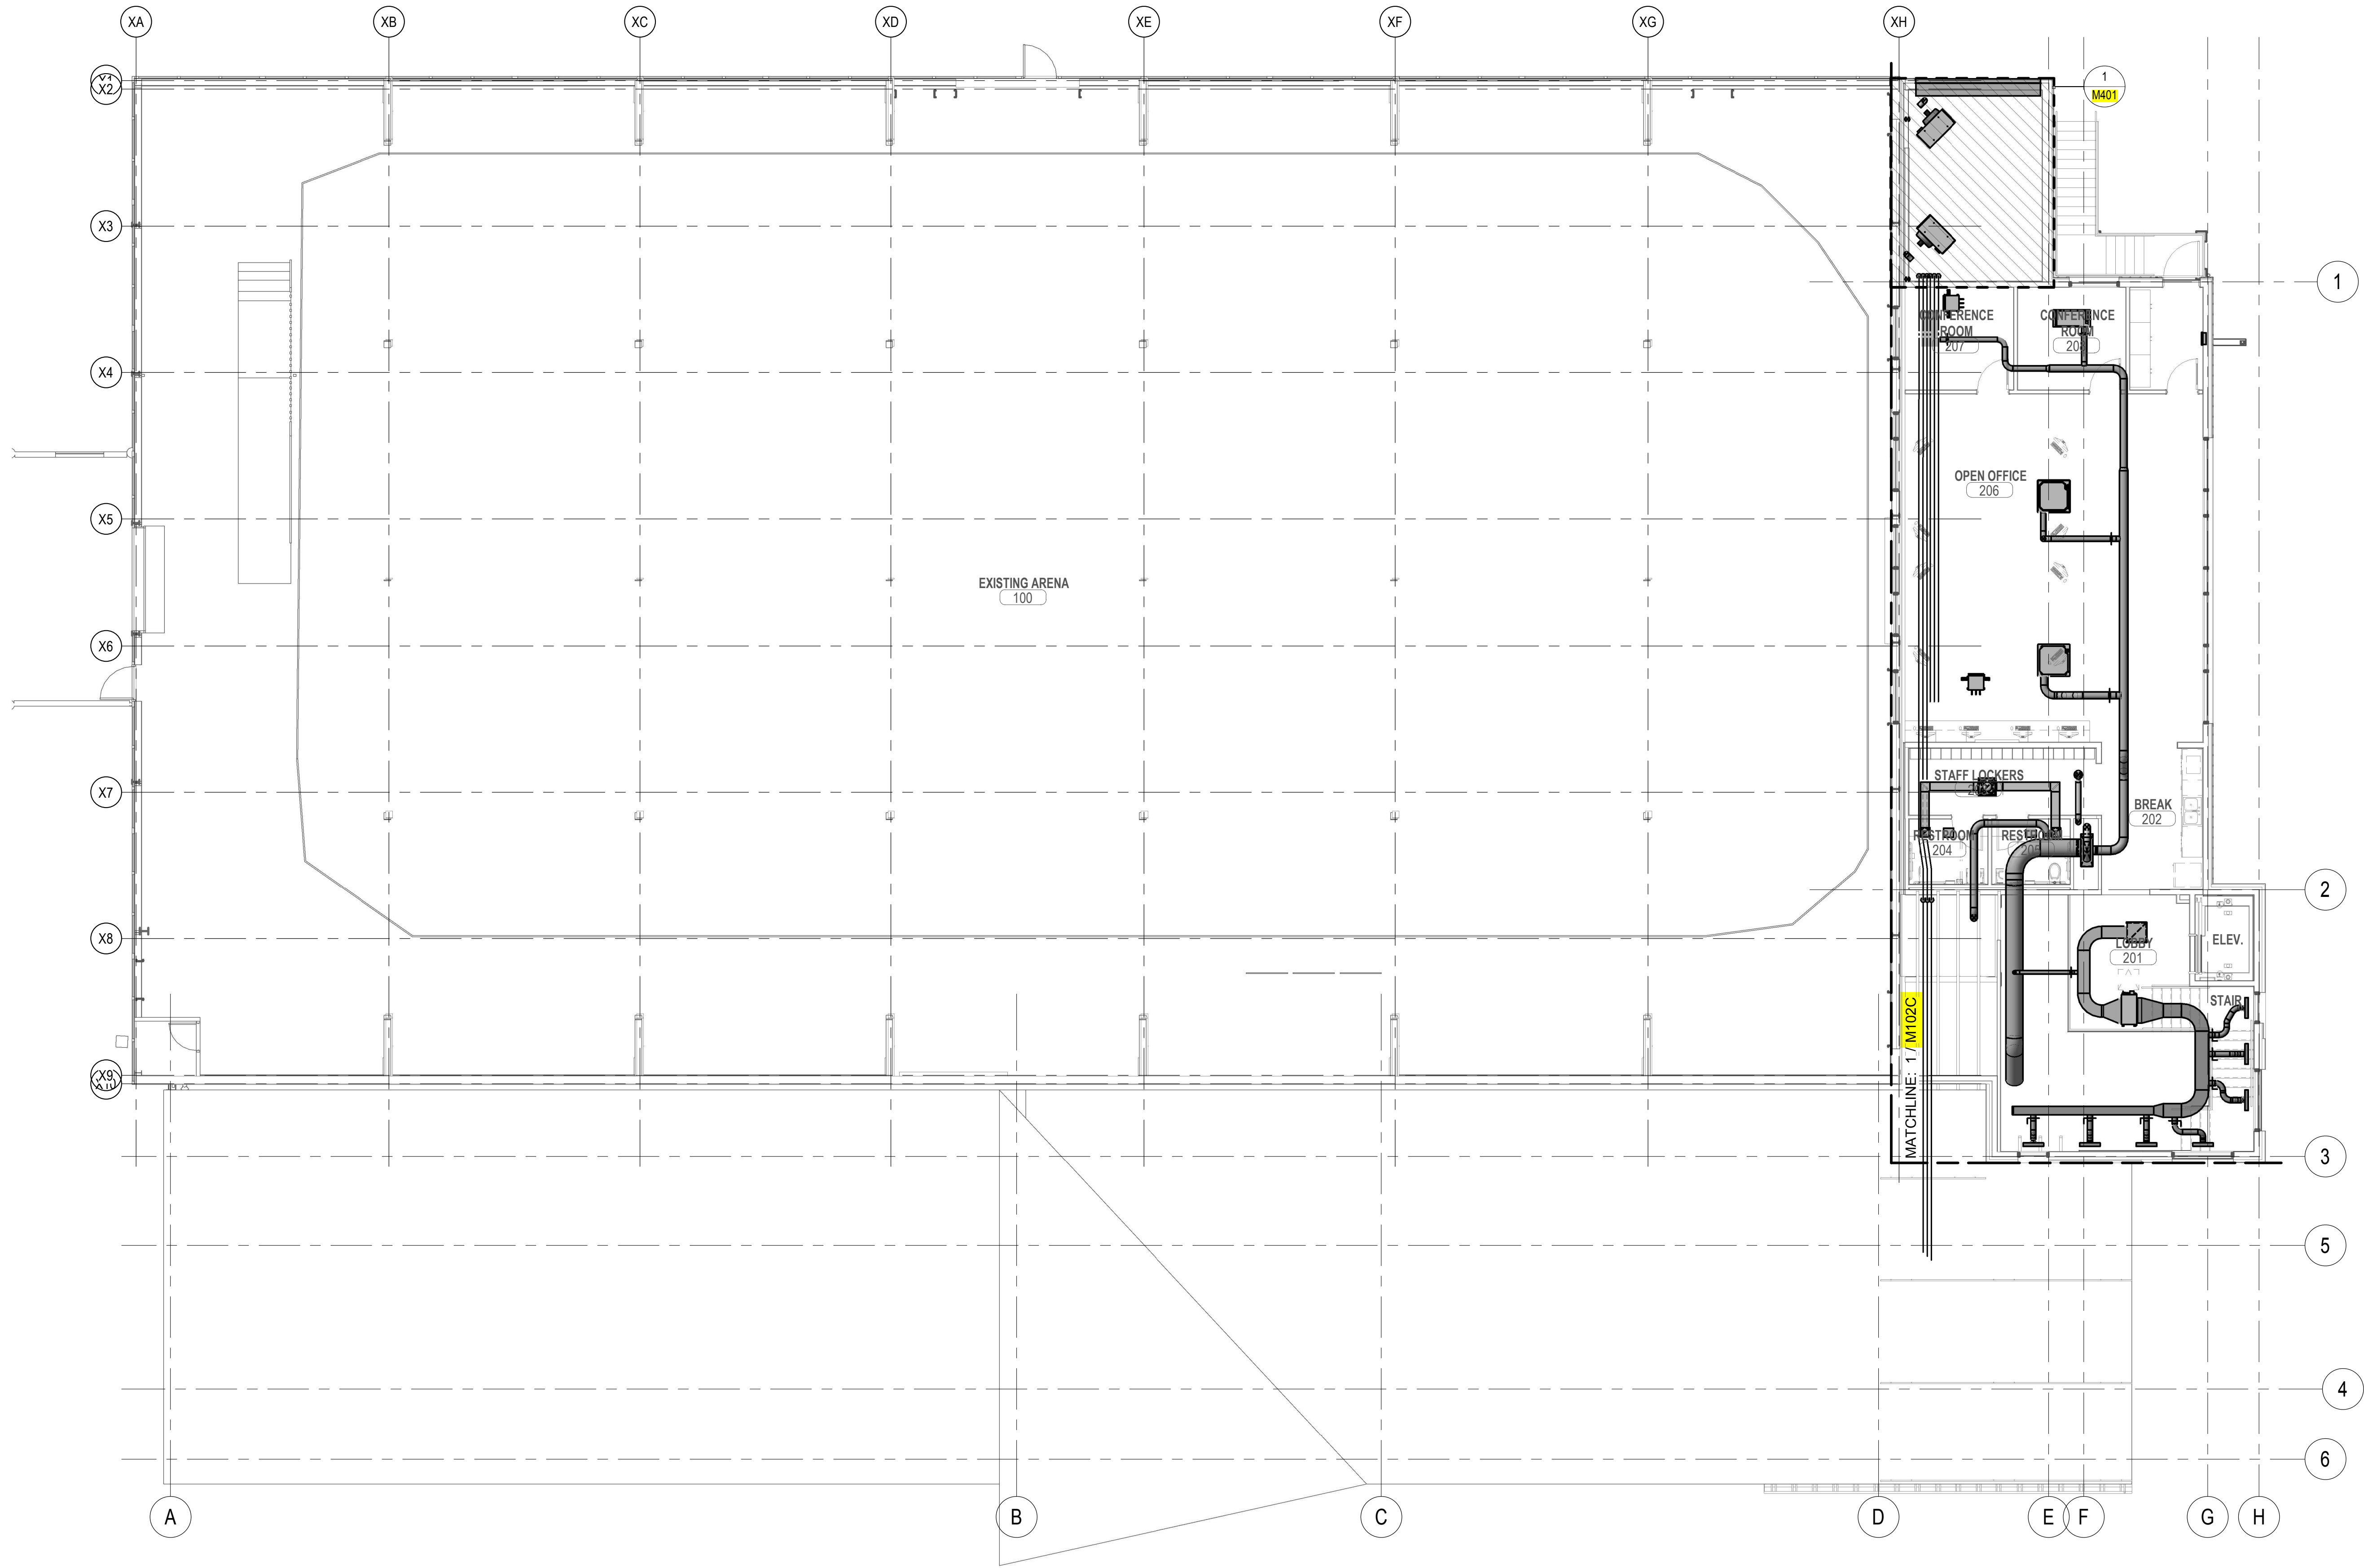 XA
XB
XC
XD
XE
XF
XG
XH
X2
1
M401
X3
1
CONFERENCE
ROOM
207
CONFERENCE
ROOM
X4
OPEN OFFICE
206
X5
EXISTING ARENA
100
X6
STAFF LOCKERS
X7
BREAK
202
RESTROOM
204
205
2
X8
LOBBY
201
ELEV.
STAIR
MATCHLINE: 1 / M102C
X9
3
5
4
6
A
B
C
D
E
F
G
H